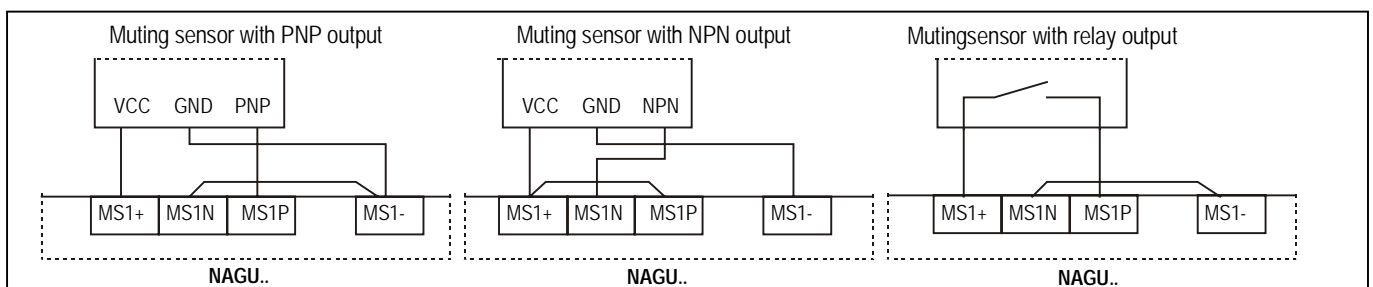 Muting sensor with PNP output
VCC GND PNP
MS1+ MS1N MS1P MS1-
NAGU..
Muting sensor with NPN output
VCC GND NPN
MS1+ MS1N MS1P MS1-
NAGU..
Mutingsensor with relay output
MS1+ MS1N MS1P MS1-
NAGU..